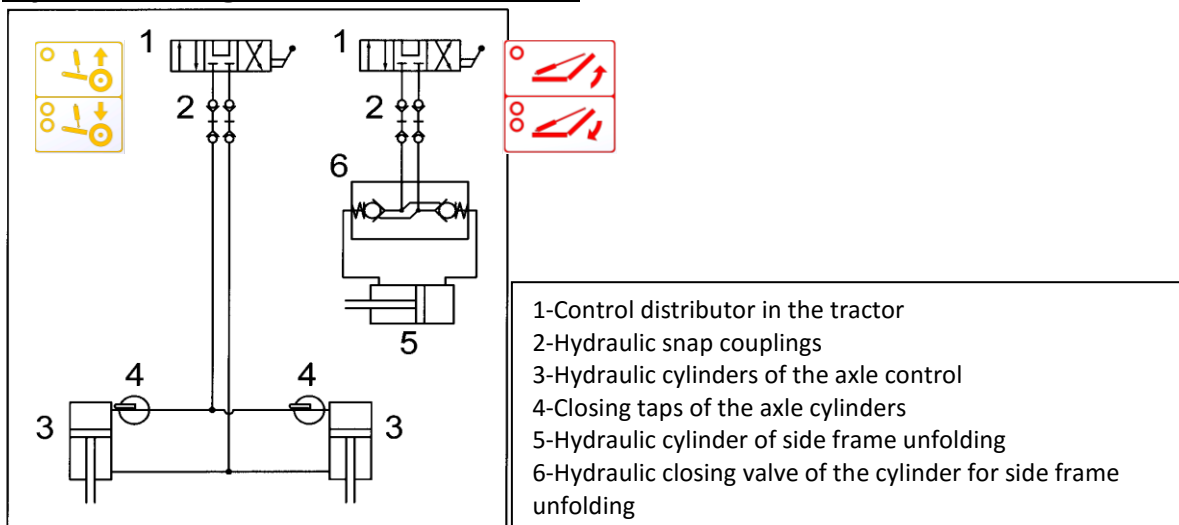 1
1
2
2
6
5
4
4
3
3
1-Control distributor in the tractor
2-Hydraulic snap couplings
3-Hydraulic cylinders of the axle control
4-Closing taps of the axle cylinders
5-Hydraulic cylinder of side frame unfolding
6-Hydraulic closing valve of the cylinder for side frame
unfolding